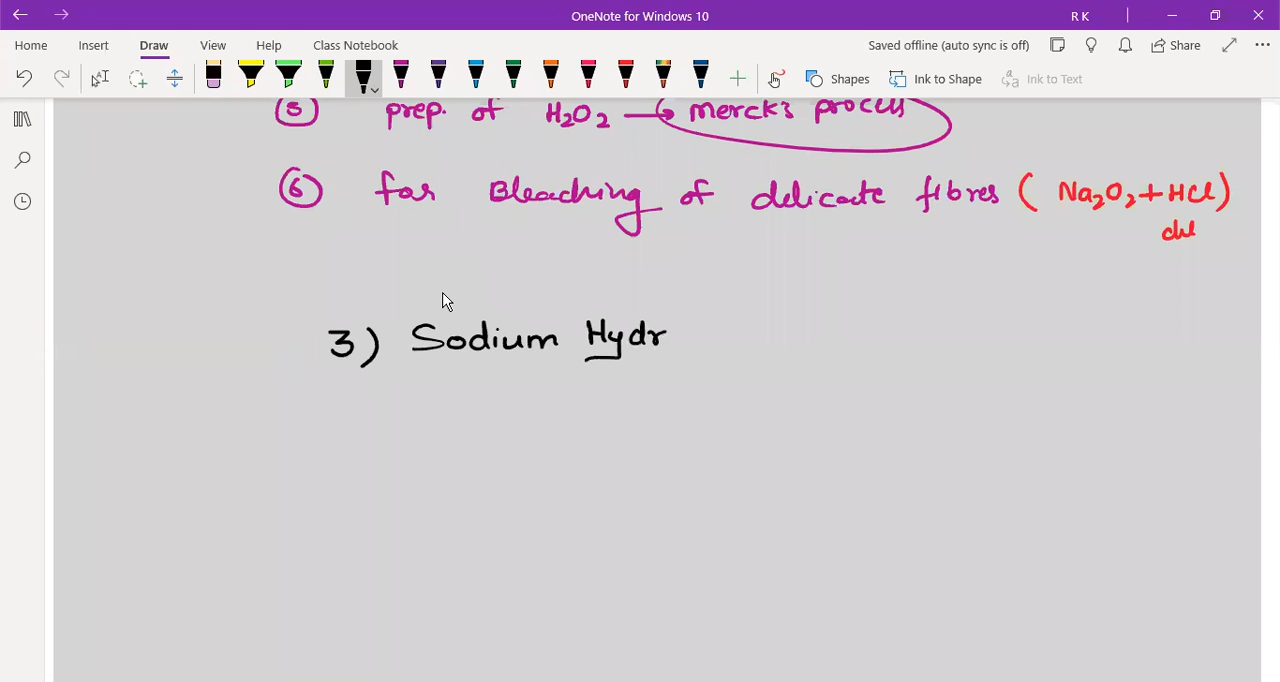 OneNote for Windows 10
R K
Home Insert Draw View Help Class Notebook
Saved offline (auto sync is off) Share
Shapes Ink to Shape Ink to Text
(5) prep. of H2O2 → Merck's process
(6) for Bleaching of delicate fibres ( Na2O2 + HCl )
dil
3) Sodium Hydr